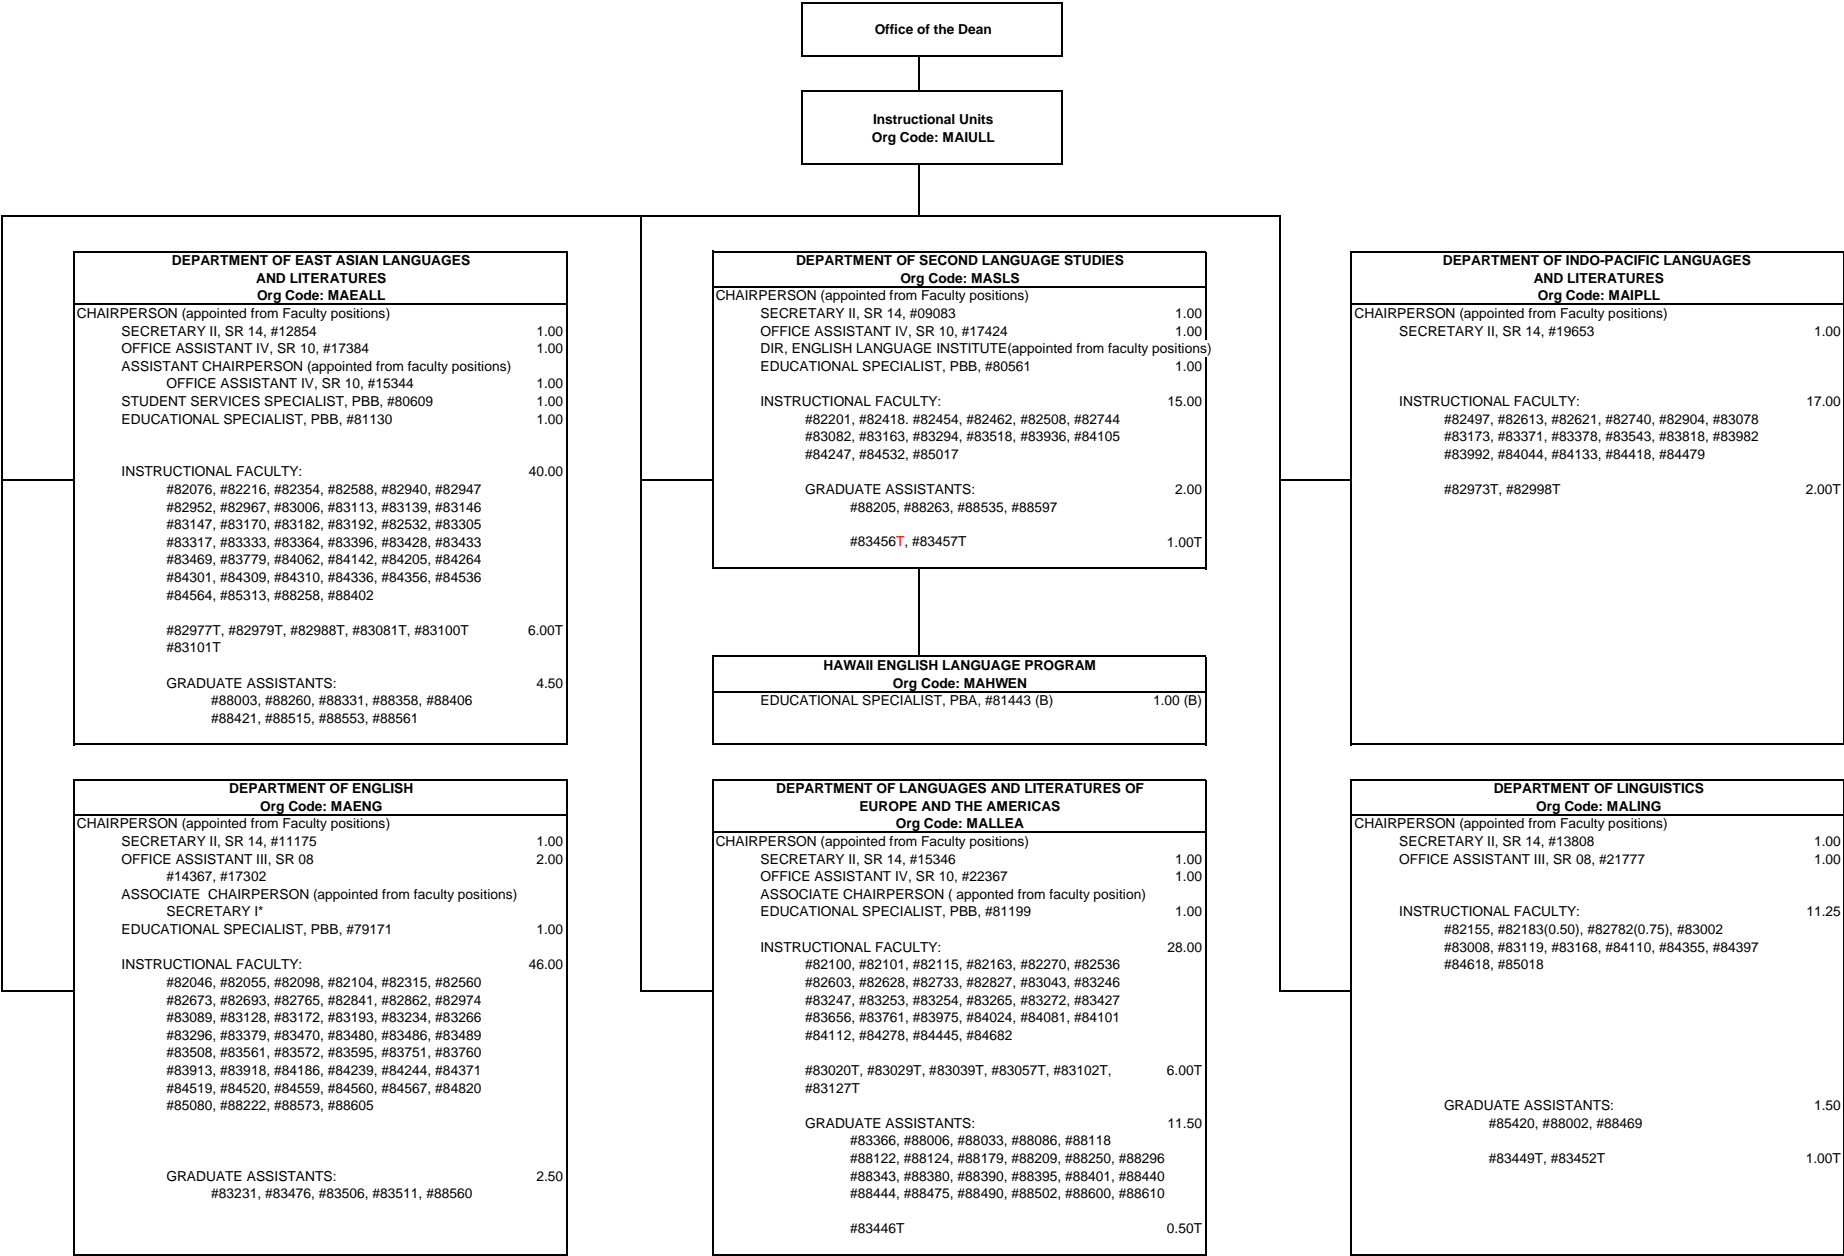 Office of the Dean
Instructional Units
Org Code: MAIULL
DEPARTMENT OF EAST ASIAN LANGUAGES
AND LITERATURES
Org Code: MAEALL
CHAIRPERSON (appointed from Faculty positions)
SECRETARY II, SR 14, #12854 1.00
OFFICE ASSISTANT IV, SR 10, #17384 1.00
ASSISTANT CHAIRPERSON (appointed from faculty positions)
OFFICE ASSISTANT IV, SR 10, #15344 1.00
STUDENT SERVICES SPECIALIST, PBB, #80609 1.00
EDUCATIONAL SPECIALIST, PBB, #81130 1.00
INSTRUCTIONAL FACULTY: 40.00
#82076, #82216, #82354, #82588, #82940, #82947
#82952, #82967, #83006, #83113, #83139, #83146
#83147, #83170, #83182, #83192, #82532, #83305
#83317, #83333, #83364, #83396, #83428, #83433
#83469, #83779, #84062, #84142, #84205, #84264
#84301, #84309, #84310, #84336, #84356, #84536
#84564, #85313, #88258, #88402
#82977T, #82979T, #82988T, #83081T, #83100T 6.00T
#83101T
GRADUATE ASSISTANTS: 4.50
#88003, #88260, #88331, #88358, #88406
#88421, #88515, #88553, #88561
DEPARTMENT OF SECOND LANGUAGE STUDIES
Org Code: MASLS
CHAIRPERSON (appointed from Faculty positions)
SECRETARY II, SR 14, #09083 1.00
OFFICE ASSISTANT IV, SR 10, #17424 1.00
DIR, ENGLISH LANGUAGE INSTITUTE(appointed from faculty positions)
EDUCATIONAL SPECIALIST, PBB, #80561 1.00
INSTRUCTIONAL FACULTY: 15.00
#82201, #82418. #82454, #82462, #82508, #82744
#83082, #83163, #83294, #83518, #83936, #84105
#84247, #84532, #85017
GRADUATE ASSISTANTS: 2.00
#88205, #88263, #88535, #88597
#83456T, #83457T 1.00T
HAWAII ENGLISH LANGUAGE PROGRAM
Org Code: MAHWEN
EDUCATIONAL SPECIALIST, PBA, #81443 (B) 1.00 (B)
DEPARTMENT OF INDO-PACIFIC LANGUAGES
AND LITERATURES
Org Code: MAIPLL
CHAIRPERSON (appointed from Faculty positions)
SECRETARY II, SR 14, #19653 1.00
INSTRUCTIONAL FACULTY: 17.00
#82497, #82613, #82621, #82740, #82904, #83078
#83173, #83371, #83378, #83543, #83818, #83982
#83992, #84044, #84133, #84418, #84479
#82973T, #82998T 2.00T
DEPARTMENT OF ENGLISH
Org Code: MAENG
CHAIRPERSON (appointed from Faculty positions)
SECRETARY II, SR 14, #11175 1.00
OFFICE ASSISTANT III, SR 08 2.00
#14367, #17302
ASSOCIATE  CHAIRPERSON (appointed from faculty positions)
SECRETARY I*
EDUCATIONAL SPECIALIST, PBB, #79171 1.00
INSTRUCTIONAL FACULTY: 46.00
#82046, #82055, #82098, #82104, #82315, #82560
#82673, #82693, #82765, #82841, #82862, #82974
#83089, #83128, #83172, #83193, #83234, #83266
#83296, #83379, #83470, #83480, #83486, #83489
#83508, #83561, #83572, #83595, #83751, #83760
#83913, #83918, #84186, #84239, #84244, #84371
#84519, #84520, #84559, #84560, #84567, #84820
#85080, #88222, #88573, #88605
GRADUATE ASSISTANTS: 2.50
#83231, #83476, #83506, #83511, #88560
DEPARTMENT OF LANGUAGES AND LITERATURES OF
EUROPE AND THE AMERICAS
Org Code: MALLEA
CHAIRPERSON (appointed from Faculty positions)
SECRETARY II, SR 14, #15346 1.00
OFFICE ASSISTANT IV, SR 10, #22367 1.00
ASSOCIATE CHAIRPERSON ( apponted from faculty position)
EDUCATIONAL SPECIALIST, PBB, #81199 1.00
INSTRUCTIONAL FACULTY: 28.00
#82100, #82101, #82115, #82163, #82270, #82536
#82603, #82628, #82733, #82827, #83043, #83246
#83247, #83253, #83254, #83265, #83272, #83427
#83656, #83761, #83975, #84024, #84081, #84101
#84112, #84278, #84445, #84682
#83020T, #83029T, #83039T, #83057T, #83102T, 6.00T
#83127T
GRADUATE ASSISTANTS: 11.50
#83366, #88006, #88033, #88086, #88118
#88122, #88124, #88179, #88209, #88250, #88296
#88343, #88380, #88390, #88395, #88401, #88440
#88444, #88475, #88490, #88502, #88600, #88610
#83446T 0.50T
DEPARTMENT OF LINGUISTICS
Org Code: MALING
CHAIRPERSON (appointed from Faculty positions)
SECRETARY II, SR 14, #13808 1.00
OFFICE ASSISTANT III, SR 08, #21777 1.00
INSTRUCTIONAL FACULTY: 11.25
#82155, #82183(0.50), #82782(0.75), #83002
#83008, #83119, #83168, #84110, #84355, #84397
#84618, #85018
GRADUATE ASSISTANTS: 1.50
#85420, #88002, #88469
#83449T, #83452T 1.00T